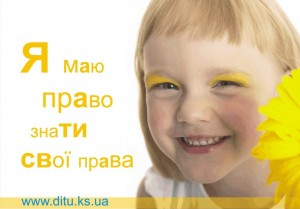 Я маю
право
знати
свої права
www.ditu.ks.ua